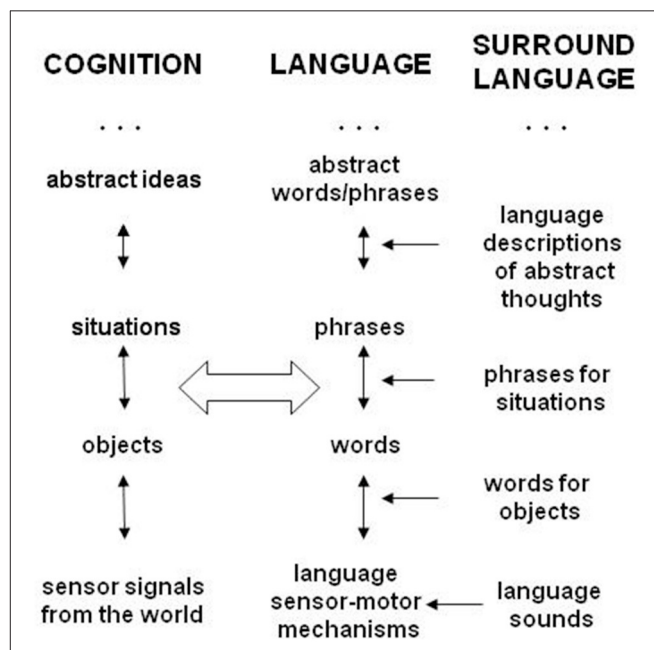 COGNITION
LANGUAGE
SURROUND
LANGUAGE
. . .
. . .
. . .
abstract ideas
abstract
words/phrases
language
descriptions
of abstract
thoughts
situations
phrases
phrases for
situations
objects
words
words for
objects
sensor signals
from the world
language
sensor-motor
mechanisms
language
sounds